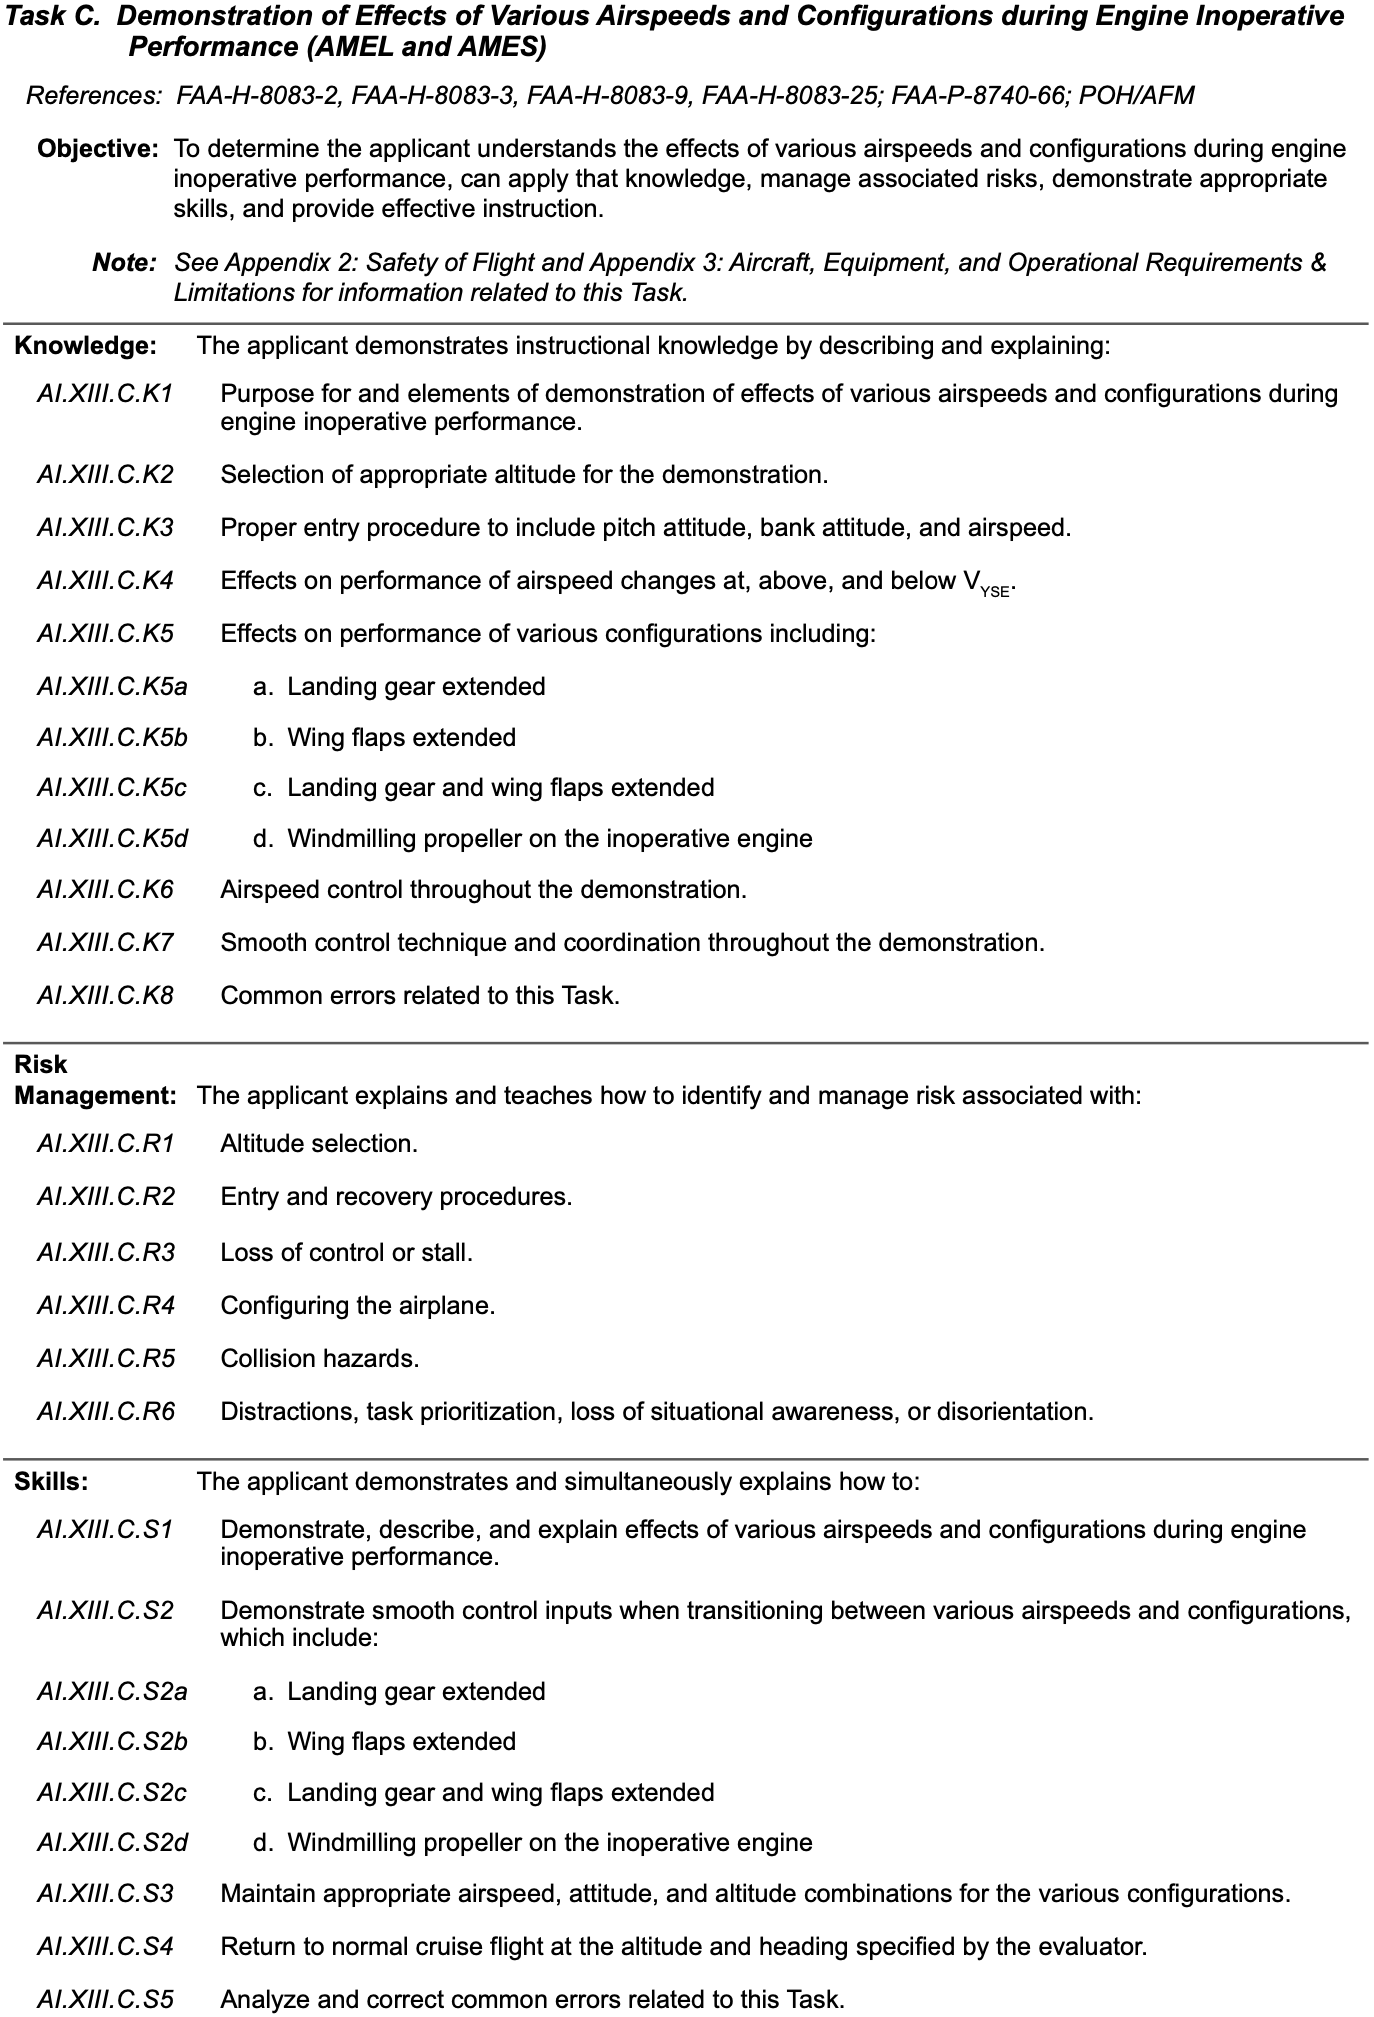 Task C. Demonstration of Effects of Various Airspeeds and Configurations during Engine Inoperative
Performance (AMEL and AMES)
References: FAA-H-8083-2, FAA-H-8083-3, FAA-H-8083-9, FAA-H-8083-25; FAA-P-8740-66; POH/AFM
Objective: To determine the applicant understands the effects of various airspeeds and configurations during engine
inoperative performance, can apply that knowledge, manage associated risks, demonstrate appropriate
skills, and provide effective instruction.
Note: See Appendix 2: Safety of Flight and Appendix 3: Aircraft, Equipment, and Operational Requirements &
Limitations for information related to this Task.
Knowledge: The applicant demonstrates instructional knowledge by describing and explaining:
AI.XIII.C.K1 Purpose for and elements of demonstration of effects of various airspeeds and configurations during
engine inoperative performance.
AI.XIII.C.K2 Selection of appropriate altitude for the demonstration.
AI.XIII.C.K3 Proper entry procedure to include pitch attitude, bank attitude, and airspeed.
AI.XIII.C.K4 Effects on performance of airspeed changes at, above, and below VYSE.
AI.XIII.C.K5 Effects on performance of various configurations including:
AI.XIII.C.K5a a. Landing gear extended
AI.XIII.C.K5b b. Wing flaps extended
AI.XIII.C.K5c c. Landing gear and wing flaps extended
AI.XIII.C.K5d d. Windmilling propeller on the inoperative engine
AI.XIII.C.K6 Airspeed control throughout the demonstration.
AI.XIII.C.K7 Smooth control technique and coordination throughout the demonstration.
AI.XIII.C.K8 Common errors related to this Task.
Risk
Management: The applicant explains and teaches how to identify and manage risk associated with:
AI.XIII.C.R1 Altitude selection.
AI.XIII.C.R2 Entry and recovery procedures.
AI.XIII.C.R3 Loss of control or stall.
AI.XIII.C.R4 Configuring the airplane.
AI.XIII.C.R5 Collision hazards.
AI.XIII.C.R6 Distractions, task prioritization, loss of situational awareness, or disorientation.
Skills: The applicant demonstrates and simultaneously explains how to:
AI.XIII.C.S1 Demonstrate, describe, and explain effects of various airspeeds and configurations during engine
inoperative performance.
AI.XIII.C.S2 Demonstrate smooth control inputs when transitioning between various airspeeds and configurations,
which include:
AI.XIII.C.S2a a. Landing gear extended
AI.XIII.C.S2b b. Wing flaps extended
AI.XIII.C.S2c c. Landing gear and wing flaps extended
AI.XIII.C.S2d d. Windmilling propeller on the inoperative engine
AI.XIII.C.S3 Maintain appropriate airspeed, attitude, and altitude combinations for the various configurations.
AI.XIII.C.S4 Return to normal cruise flight at the altitude and heading specified by the evaluator.
AI.XIII.C.S5 Analyze and correct common errors related to this Task.